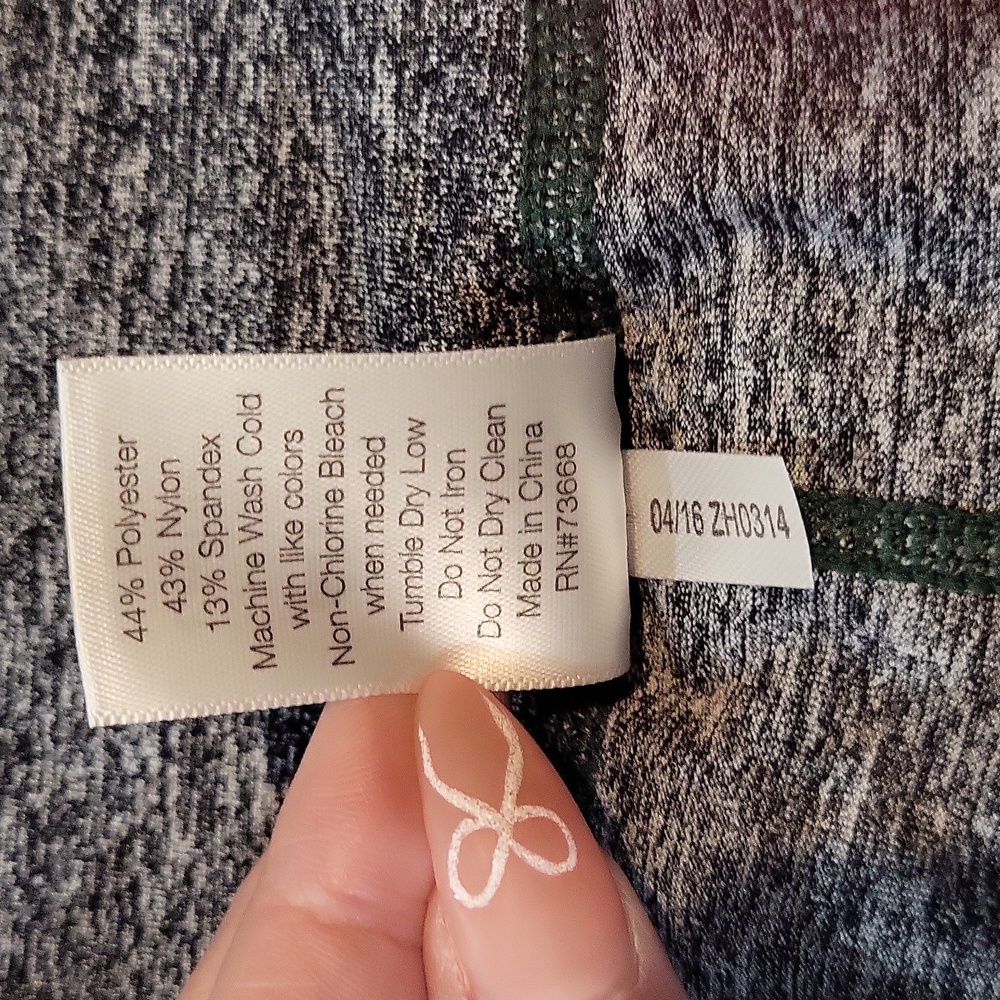 44% Polyester
43% Nylon
13% Spandex
Machine Wash Cold
with like colors
Non-Chlorine Bleach
when needed
Tumble Dry Low
Do Not Iron
Do Not Dry Clean
Made in China
RN#73668
04/16 ZH0314